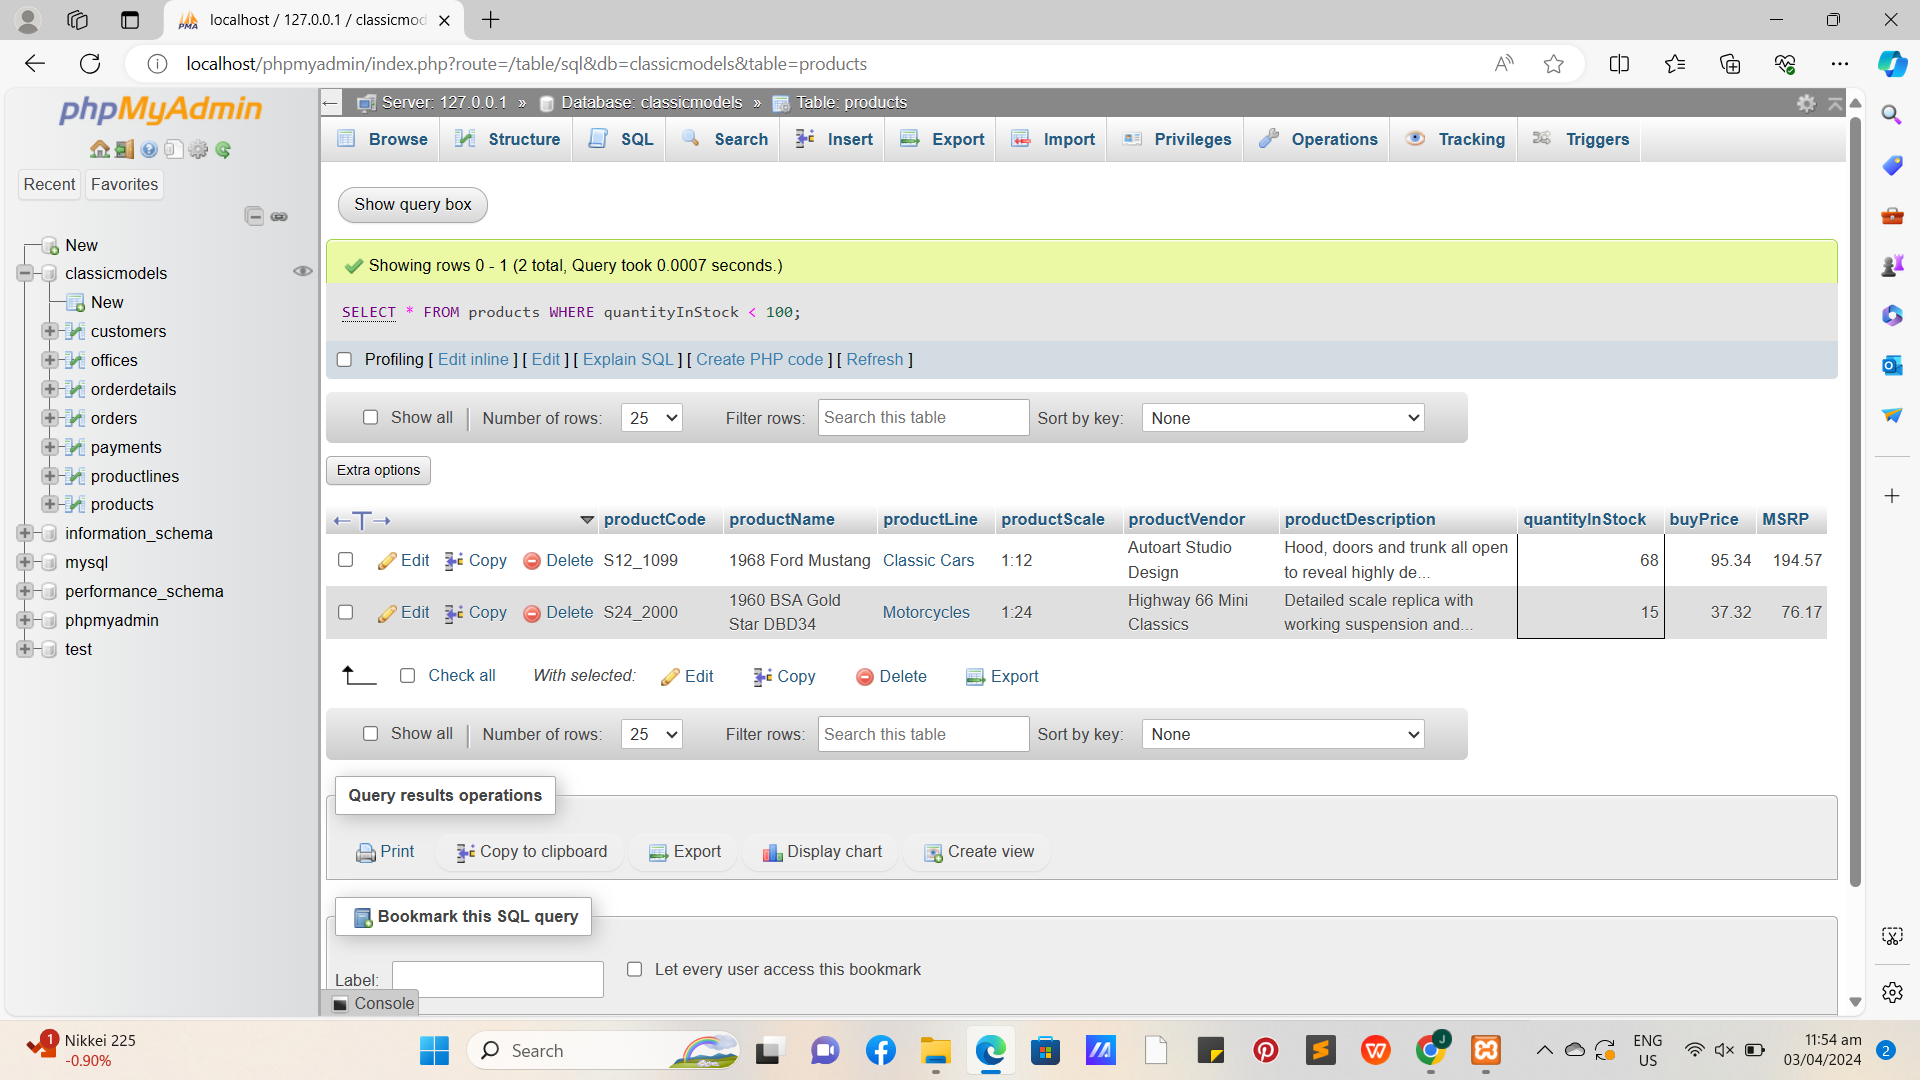 localhost / 127.0.0.1 / classicmod
localhost/phpmyadmin/index.php?route=/table/sql&db=classicmodels&table=products
phpMyAdmin
Recent
Favorites
New
classicmodels
New
customers
offices
orderdetails
orders
payments
productlines
products
information_schema
mysql
performance_schema
phpmyadmin
test
Server: 127.0.0.1 » Database: classicmodels » Table: products
Browse Structure SQL Search Insert Export Import Privileges Operations Tracking Triggers
Show query box
Showing rows 0 - 1 (2 total, Query took 0.0007 seconds.)
SELECT * FROM products WHERE quantityInStock < 100;
Profiling [ Edit inline ] [ Edit ] [ Explain SQL ] [ Create PHP code ] [ Refresh ]
Show all | Number of rows: 25 Filter rows: Search this table Sort by key: None
Extra options
productCode productName productLine productScale productVendor productDescription quantityInStock buyPrice MSRP
Edit Copy Delete S12_1099 1968 Ford Mustang Classic Cars 1:12 Autoart Studio Design Hood, doors and trunk all open to reveal highly de... 68 95.34 194.57
Edit Copy Delete S24_2000 1960 BSA Gold Star DBD34 Motorcycles 1:24 Highway 66 Mini Classics Detailed scale replica with working suspension and... 15 37.32 76.17
Check all With selected: Edit Copy Delete Export
Show all | Number of rows: 25 Filter rows: Search this table Sort by key: None
Query results operations
Print Copy to clipboard Export Display chart Create view
Bookmark this SQL query
Label: Let every user access this bookmark
Console
1
Nikkei 225
-0.90%
Search
J
ENG
US
11:54 am
03/04/2024
2